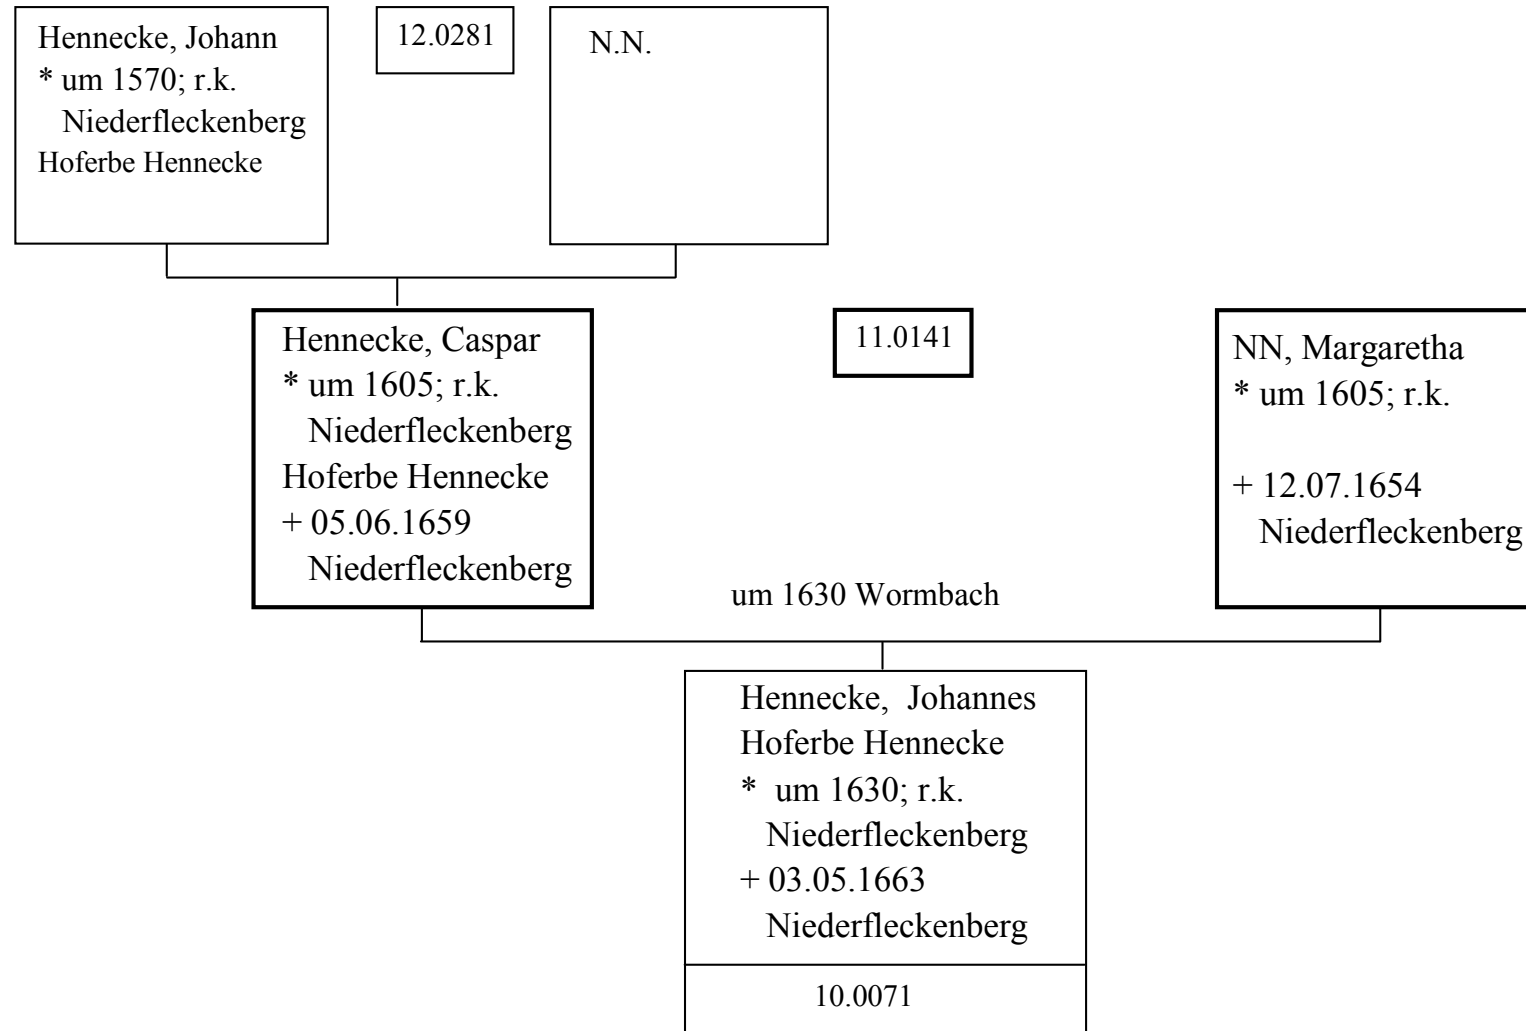 Hennecke, Johann
* um 1570; r.k.
Niederfleckenberg
Hoferbe Hennecke
12.0281
N.N.
Hennecke, Caspar
* um 1605; r.k.
Niederfleckenberg
Hoferbe Hennecke
+ 05.06.1659
Niederfleckenberg
11.0141
NN, Margaretha
* um 1605; r.k.
+ 12.07.1654
Niederfleckenberg
um 1630 Wormbach
Hennecke, Johannes
Hoferbe Hennecke
* um 1630; r.k.
Niederfleckenberg
+ 03.05.1663
Niederfleckenberg
10.0071